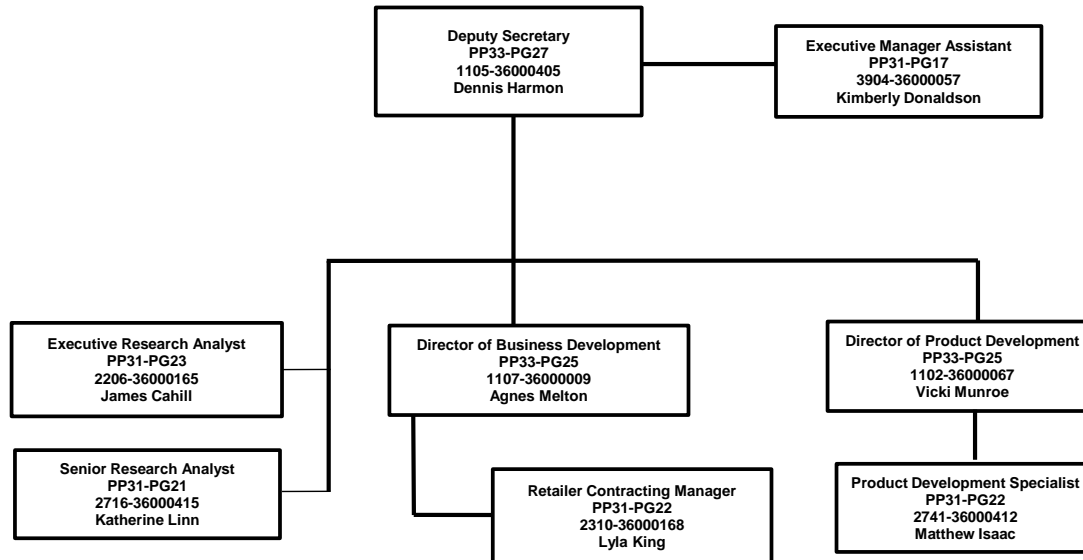 Deputy Secretary
PP33-PG27
1105-36000405
Dennis Harmon
Executive Manager Assistant
PP31-PG17
3904-36000057
Kimberly Donaldson
Executive Research Analyst
PP31-PG23
2206-36000165
James Cahill
Director of Business Development
PP33-PG25
1107-36000009
Agnes Melton
Director of Product Development
PP33-PG25
1102-36000067
Vicki Munroe
Senior Research Analyst
PP31-PG21
2716-36000415
Katherine Linn
Retailer Contracting Manager
PP31-PG22
2310-36000168
Lyla King
Product Development Specialist
PP31-PG22
2741-36000412
Matthew Isaac